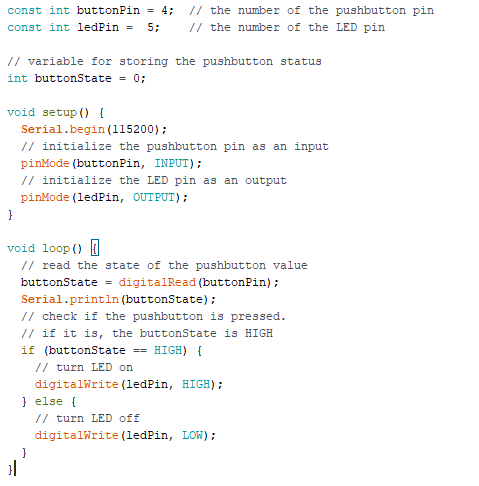 const int buttonPin = 4;  // the number of the pushbutton pin
const int ledPin =  5;    // the number of the LED pin

// variable for storing the pushbutton status
int buttonState = 0;

void setup() {
  Serial.begin(115200);
  // initialize the pushbutton pin as an input
  pinMode(buttonPin, INPUT);
  // initialize the LED pin as an output
  pinMode(ledPin, OUTPUT);
}

void loop() {
  // read the state of the pushbutton value
  buttonState = digitalRead(buttonPin);
  Serial.println(buttonState);
  // check if the pushbutton is pressed.
  // if it is, the buttonState is HIGH
  if (buttonState == HIGH) {
    // turn LED on
    digitalWrite(ledPin, HIGH);
  } else {
    // turn LED off
    digitalWrite(ledPin, LOW);
  }
}